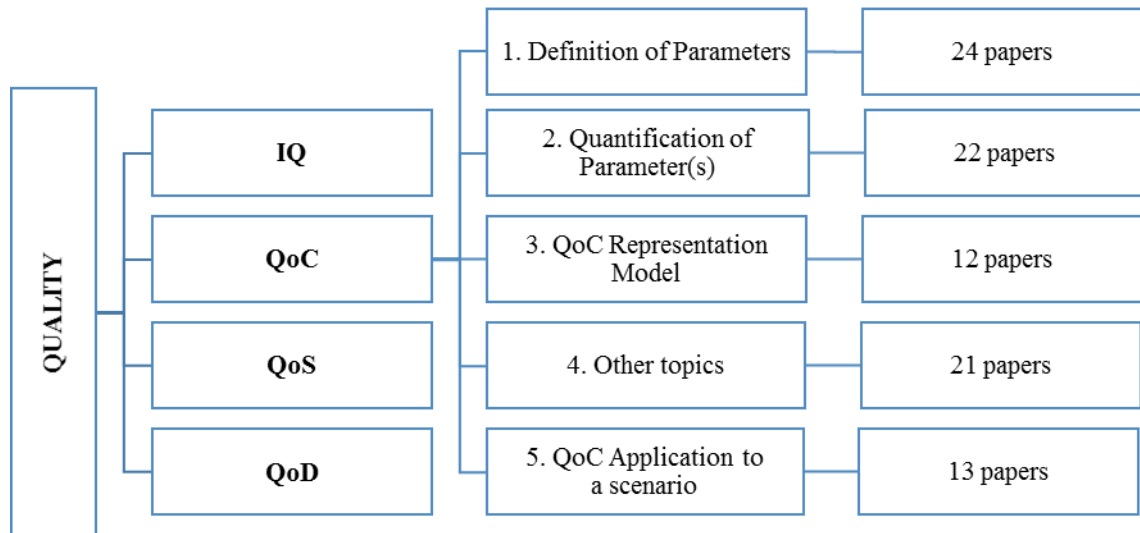 QUALITY
IQ
QoC
QoS
QoD
1. Definition of Parameters
24 papers
2. Quantification of
Parameter(s)
22 papers
3. QoC Representation
Model
12 papers
4. Other topics
21 papers
5. QoC Application to
a scenario
13 papers